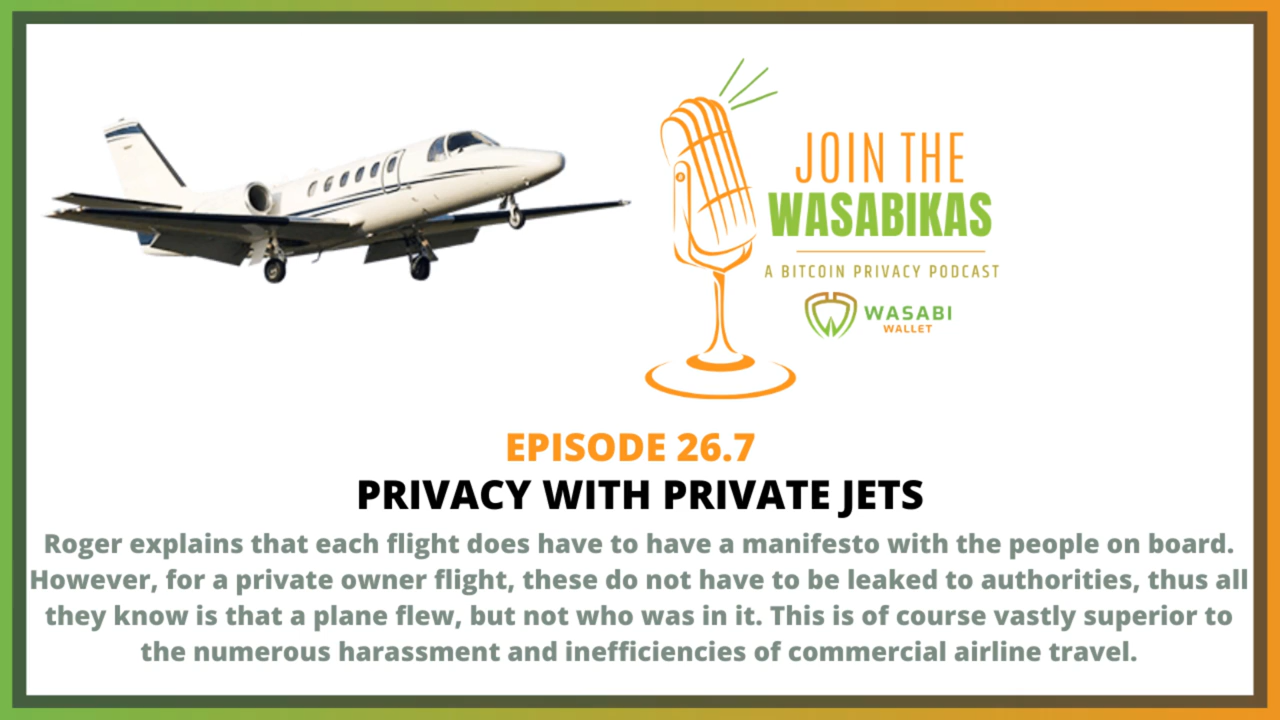 JOIN THE
WASABIKAS
A BITCOIN PRIVACY PODCAST
WASABI
WALLET
EPISODE 26.7
PRIVACY WITH PRIVATE JETS
Roger explains that each flight does have to have a manifesto with the people on board.
However, for a private owner flight, these do not have to be leaked to authorities, thus all
they know is that a plane flew, but not who was in it. This is of course vastly superior to
the numerous harassment and inefficiencies of commercial airline travel.